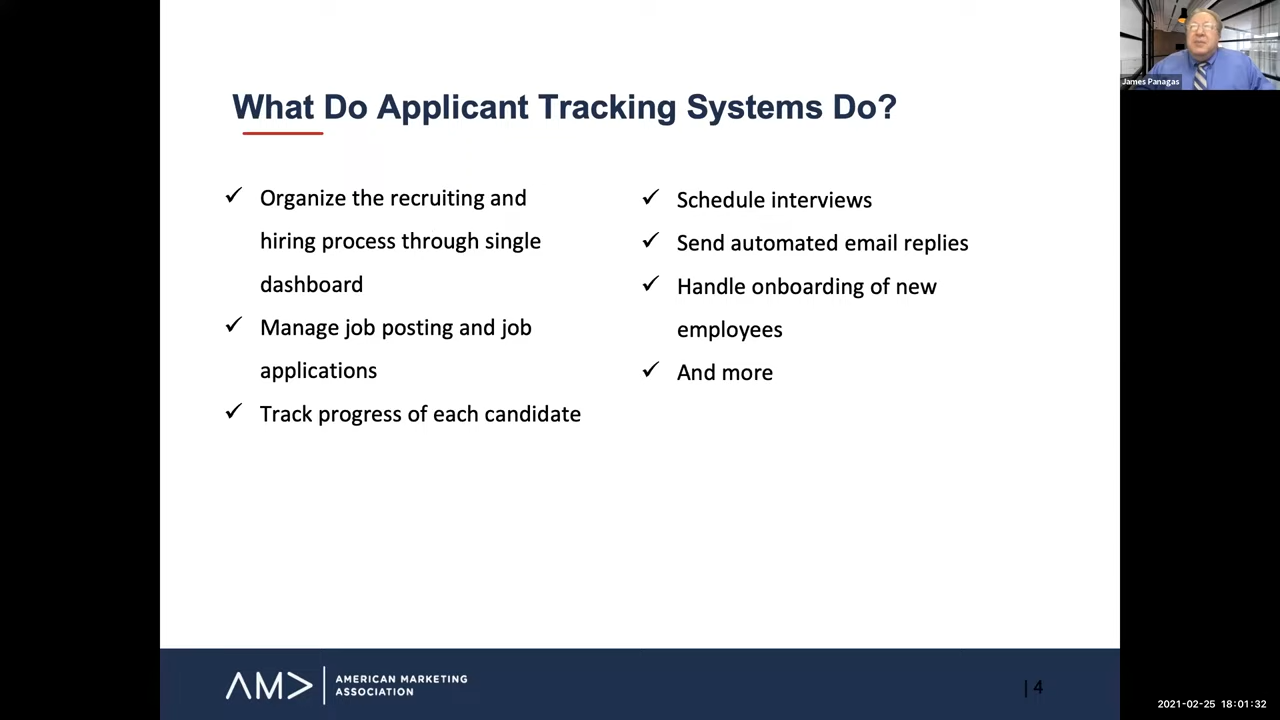 What Do Applicant Tracking Systems Do?
✓ Organize the recruiting and
hiring process through single
dashboard
✓ Manage job posting and job
applications
✓ Track progress of each candidate
✓ Schedule interviews
✓ Send automated email replies
✓ Handle onboarding of new
employees
✓ And more
AMA
AMERICAN MARKETING
ASSOCIATION
| 4
James Panagas
2021-02-25 18:01:32